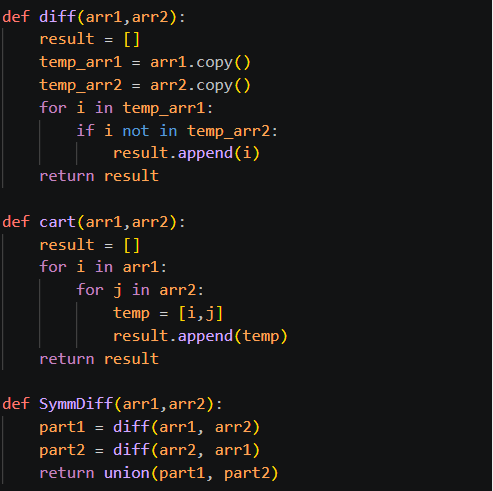 def diff(arr1,arr2):
    result = []
    temp_arr1 = arr1.copy()
    temp_arr2 = arr2.copy()
    for i in temp_arr1:
        if i not in temp_arr2:
            result.append(i)
    return result

def cart(arr1,arr2):
    result = []
    for i in arr1:
        for j in arr2:
            temp = [i,j]
            result.append(temp)
    return result

def SymmDiff(arr1,arr2):
    part1 = diff(arr1, arr2)
    part2 = diff(arr2, arr1)
    return union(part1, part2)